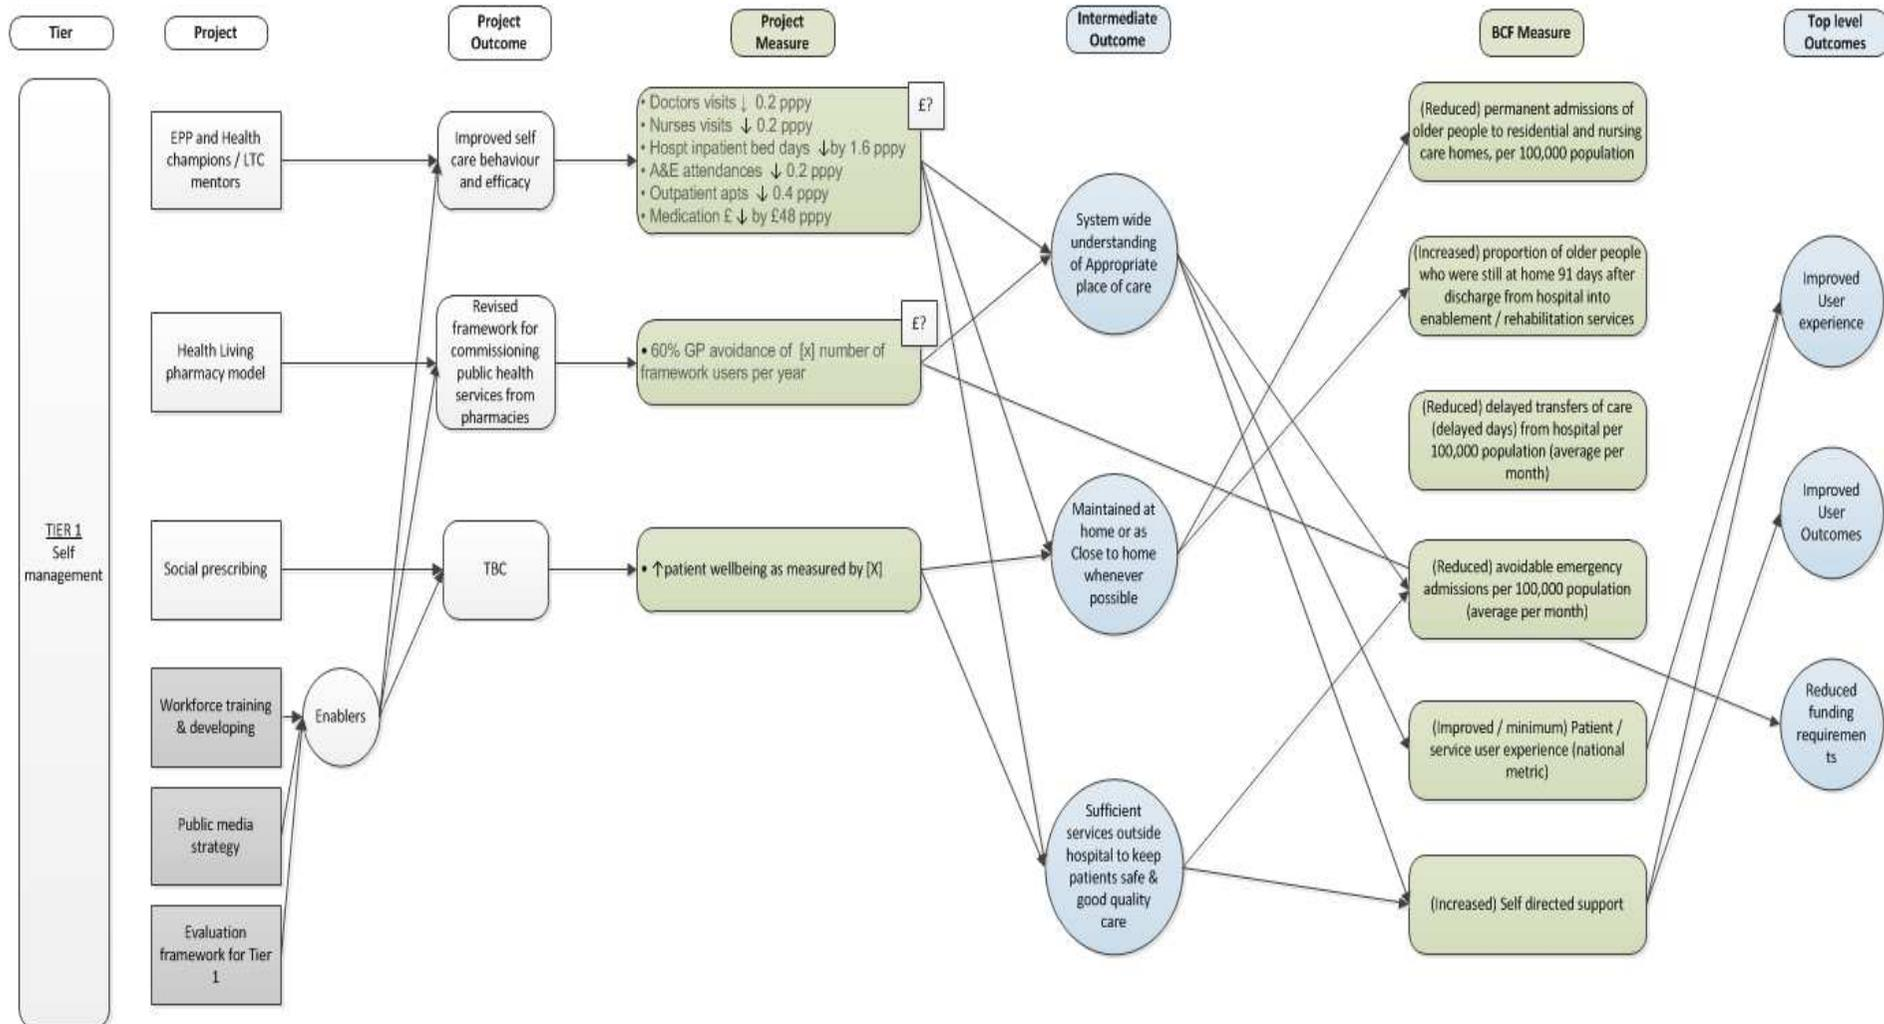 Tier
Project
Project
Outcome
Project
Measure
Intermediate
Outcome
BCF Measure
Top level
Outcomes
TIER 1
Self
management
EPP and Health
champions / LTC
mentors
Improved self
care behaviour
and efficacy
• Doctors visits ↓ 0.2 pppy
• Nurses visits ↓ 0.2 pppy
• Hospt inpatient bed days ↓by 1.6 pppy
• A&E attendances ↓ 0.2 pppy
• Outpatient apts ↓ 0.4 pppy
• Medication £ ↓ by £48 pppy
£?
Health Living
pharmacy model
Revised
framework for
commissioning
public health
services from
pharmacies
• 60% GP avoidance of [x] number of
framework users per year
£?
Social prescribing
TBC
• ↑patient wellbeing as measured by [X]
Workforce training
& developing
Public media
strategy
Evaluation
framework for Tier
1
Enablers
System wide
understanding
of Appropriate
place of care
Maintained at
home or as
Close to home
whenever
possible
Sufficient
services outside
hospital to keep
patients safe &
good quality
care
(Reduced) permanent admissions of
older people to residential and nursing
care homes, per 100,000 population
(Increased) proportion of older people
who were still at home 91 days after
discharge from hospital into
enablement / rehabilitation services
(Reduced) delayed transfers of care
(delayed days) from hospital per
100,000 population (average per
month)
(Reduced) avoidable emergency
admissions per 100,000 population
(average per month)
(Improved / minimum) Patient /
service user experience (national
metric)
(Increased) Self directed support
Improved
User
experience
Improved
User
Outcomes
Reduced
funding
requiremen
ts